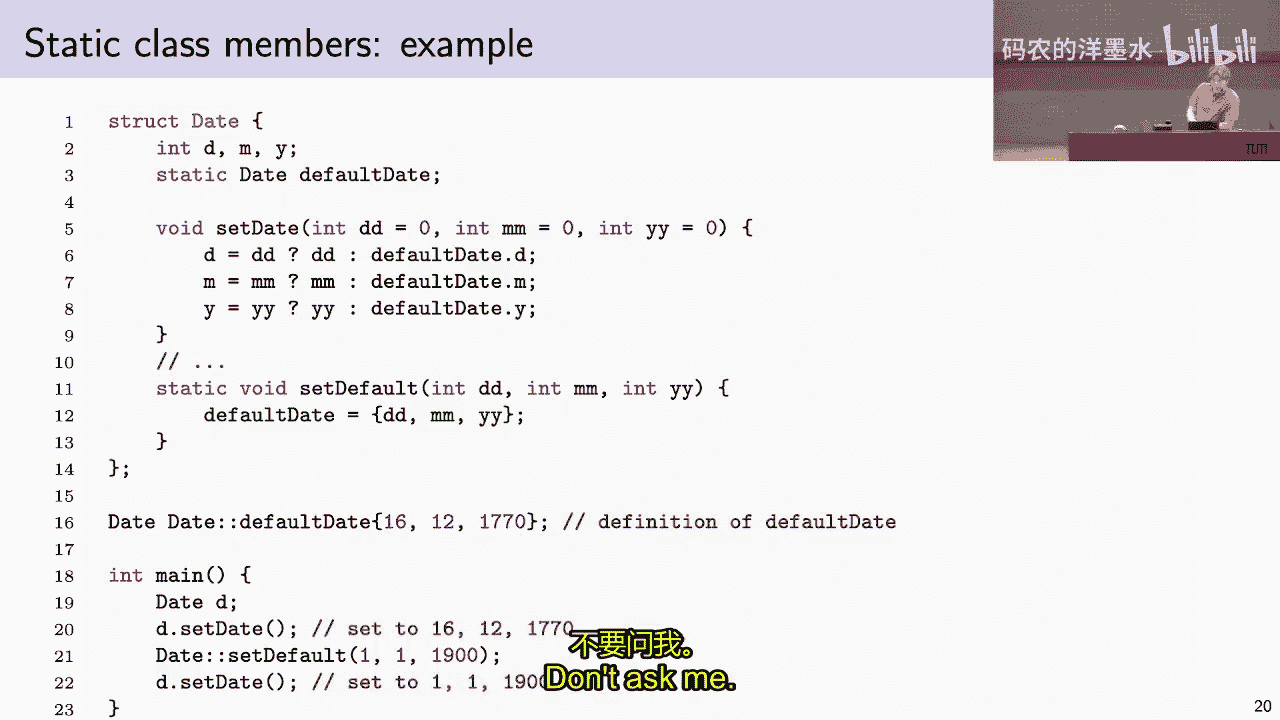 Static class members: example
码农的洋墨水 bilibili
TUM
1 struct Date {
2 int d, m, y;
3 static Date defaultDate;
4
5 void setDate(int dd = 0, int mm = 0, int yy = 0) {
6 d = dd ? dd : defaultDate.d;
7 m = mm ? mm : defaultDate.m;
8 y = yy ? yy : defaultDate.y;
9 }
10 // ...
11 static void setDefault(int dd, int mm, int yy) {
12 defaultDate = {dd, mm, yy};
13 }
14 };
15
16 Date Date::defaultDate{16, 12, 1770}; // definition of defaultDate
17
18 int main() {
19 Date d;
20 d.setDate(); // set to 16, 12, 1770
21 Date::setDefault(1, 1, 1900);
22 d.setDate(); // set to 1, 1, 1900
23 }
不要问我。
Don't ask me.
20